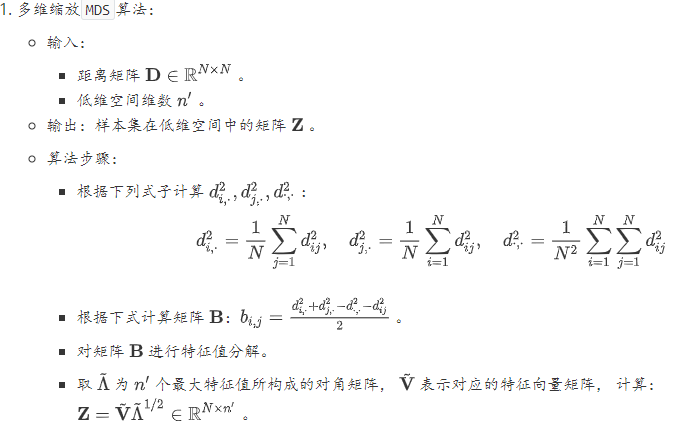 1. 多维缩放 MDS 算法：
○ 输入：
■ 距离矩阵 $\mathbf{D} \in \mathbb{R}^{N \times N}$ 。
■ 低维空间维数 $n'$ 。
○ 输出：样本集在低维空间中的矩阵 $\mathbf{Z}$ 。
○ 算法步骤：
■ 根据下列式子计算 $d_{i,\cdot}^2, d_{j,\cdot}^2, d_{\cdot,\cdot}^2$ ：
$d_{i,\cdot}^2 = \frac{1}{N} \sum_{j=1}^{N} d_{ij}^2, \quad d_{j,\cdot}^2 = \frac{1}{N} \sum_{i=1}^{N} d_{ij}^2, \quad d_{\cdot,\cdot}^2 = \frac{1}{N^2} \sum_{i=1}^{N} \sum_{j=1}^{N} d_{ij}^2$
■ 根据下式计算矩阵 $\mathbf{B}$：$b_{i,j} = \frac{d_{i,\cdot}^2 + d_{j,\cdot}^2 - d_{\cdot,\cdot}^2 - d_{ij}^2}{2}$ 。
■ 对矩阵 $\mathbf{B}$ 进行特征值分解。
■ 取 $\tilde{\Lambda}$ 为 $n'$ 个最大特征值所构成的对角矩阵， $\tilde{\mathbf{V}}$ 表示对应的特征向量矩阵， 计算：
$\mathbf{Z} = \tilde{\mathbf{V}} \tilde{\Lambda}^{1/2} \in \mathbb{R}^{N \times n'}$ 。